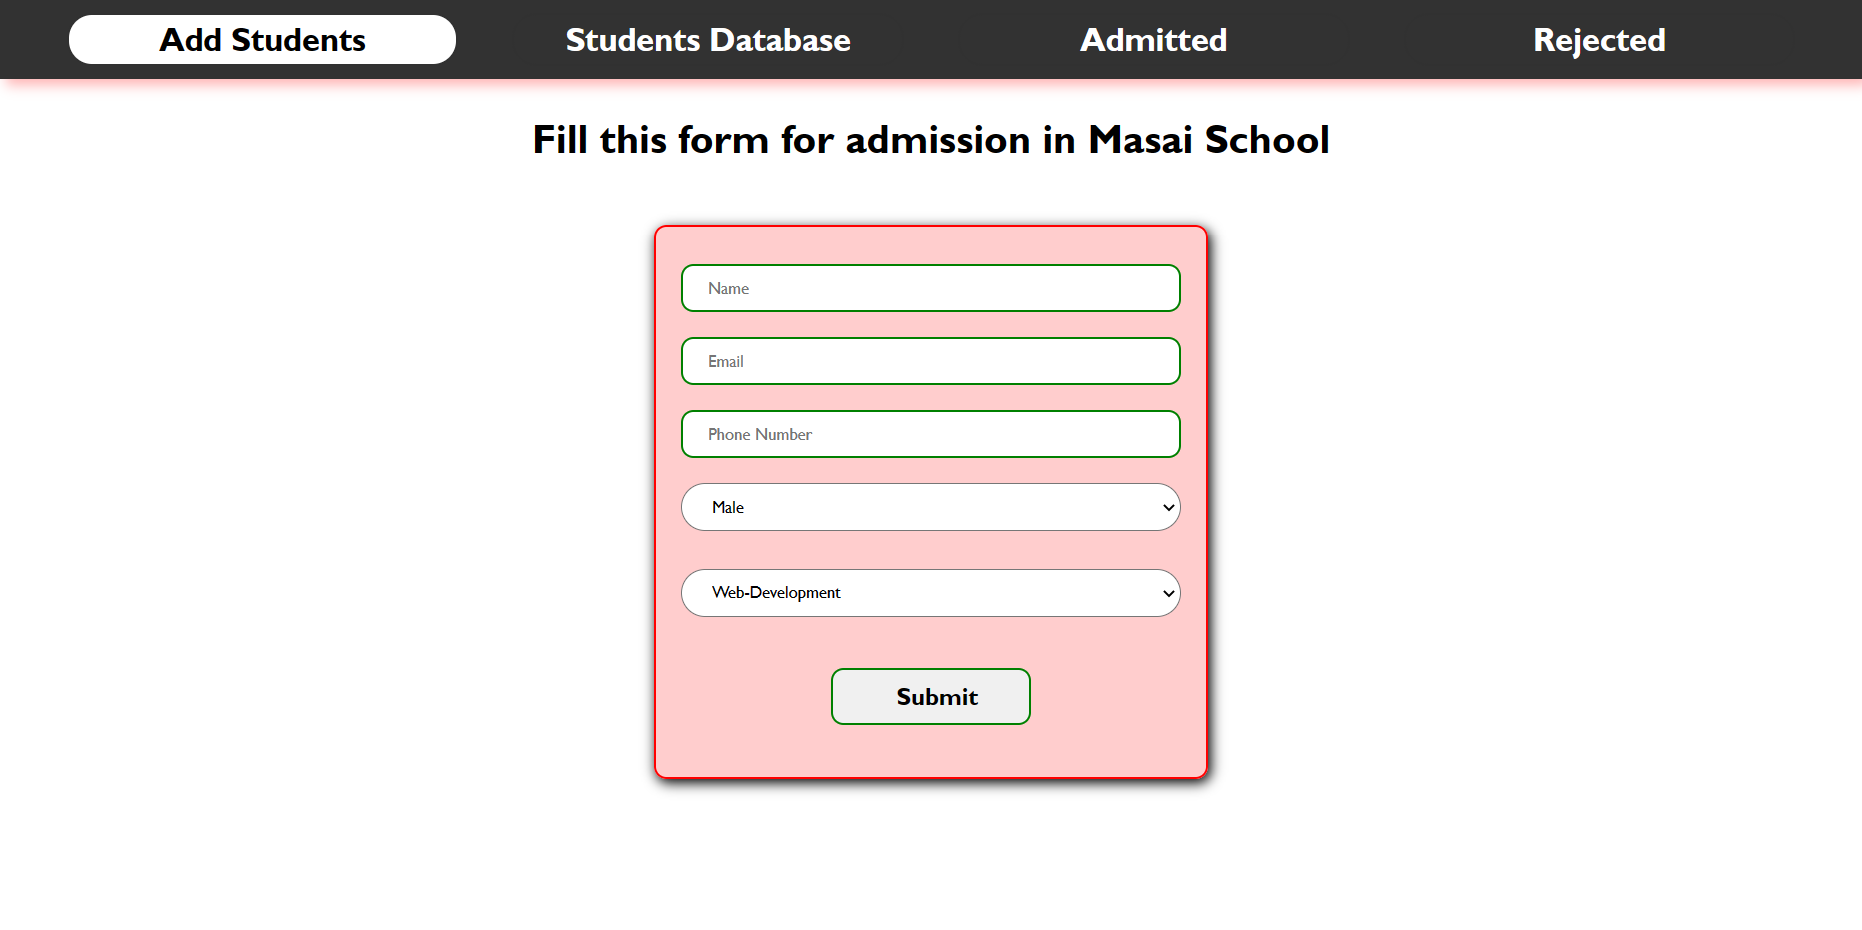 Add Students Students Database Admitted Rejected
Fill this form for admission in Masai School
Name
Email
Phone Number
Male
Web-Development
Submit